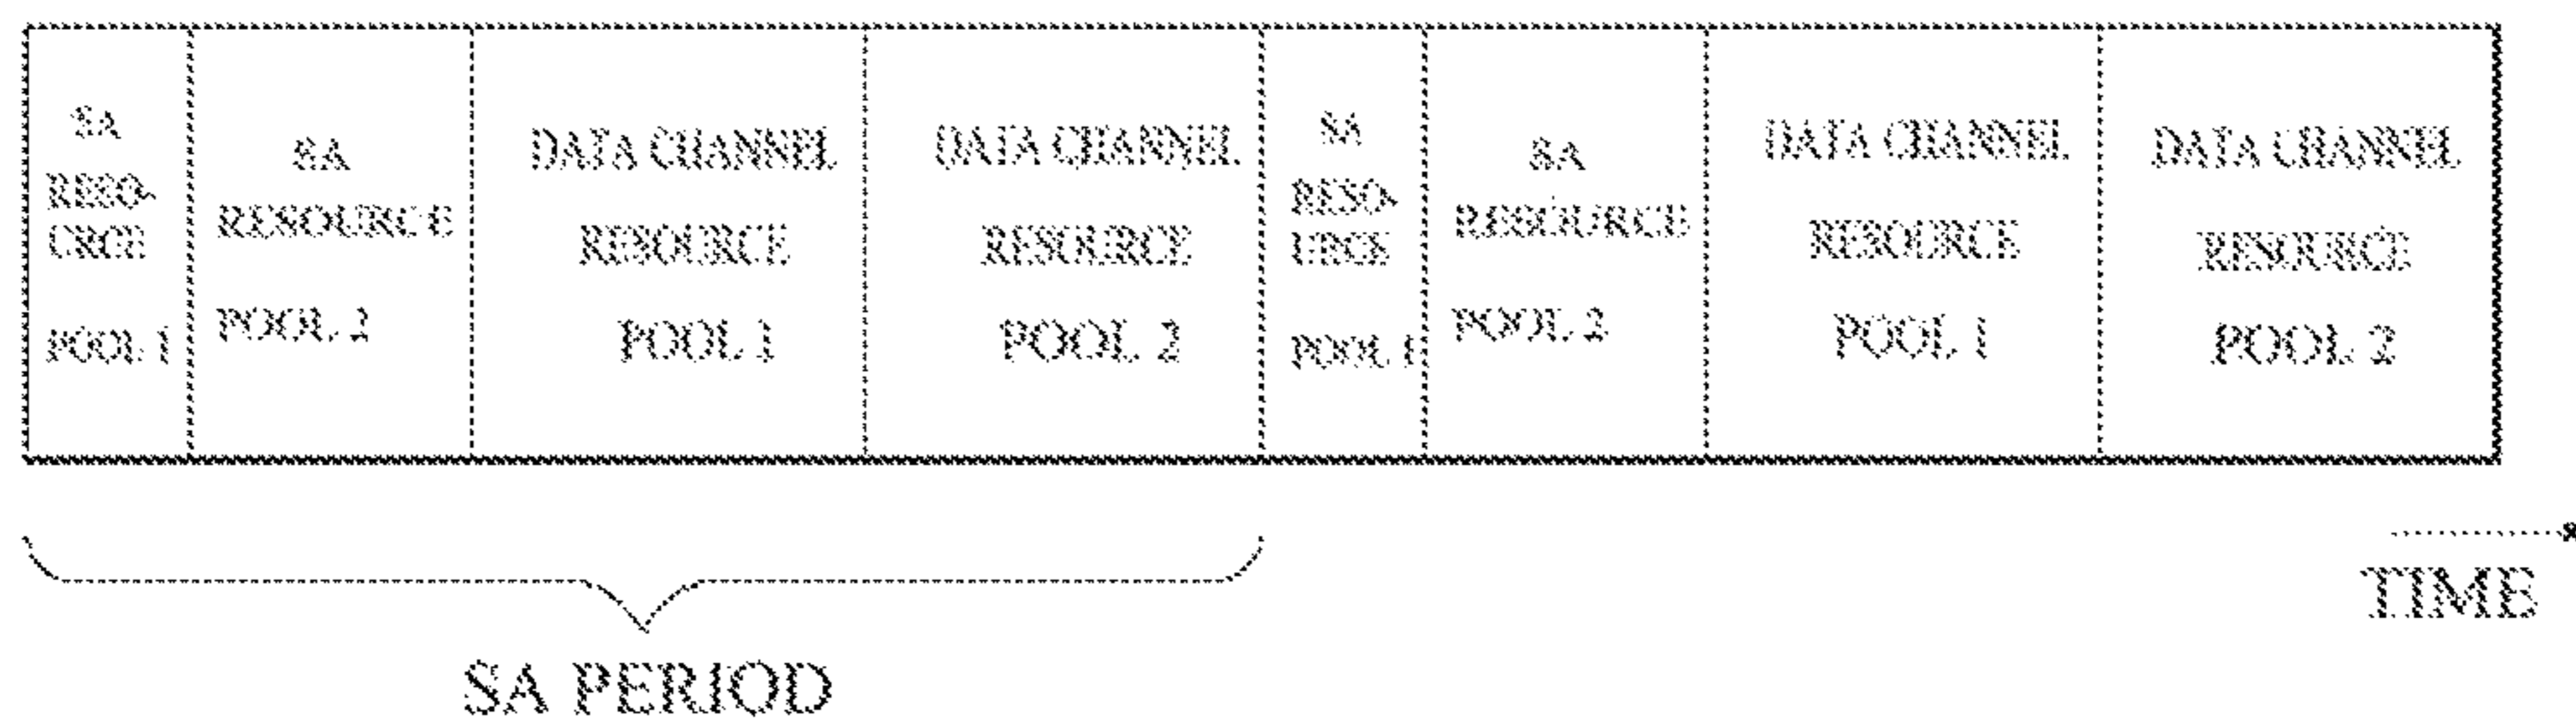 SA
RESO-
URCE
POOL 1
SA
RESOURCE
POOL 2
DATA CHANNEL
RESOURCE
POOL 1
DATA CHANNEL
RESOURCE
POOL 2
SA
RESO-
URCE
POOL 1
SA
RESOURCE
POOL 2
DATA CHANNEL
RESOURCE
POOL 1
DATA CHANNEL
RESOURCE
POOL 2
TIME
SA PERIOD